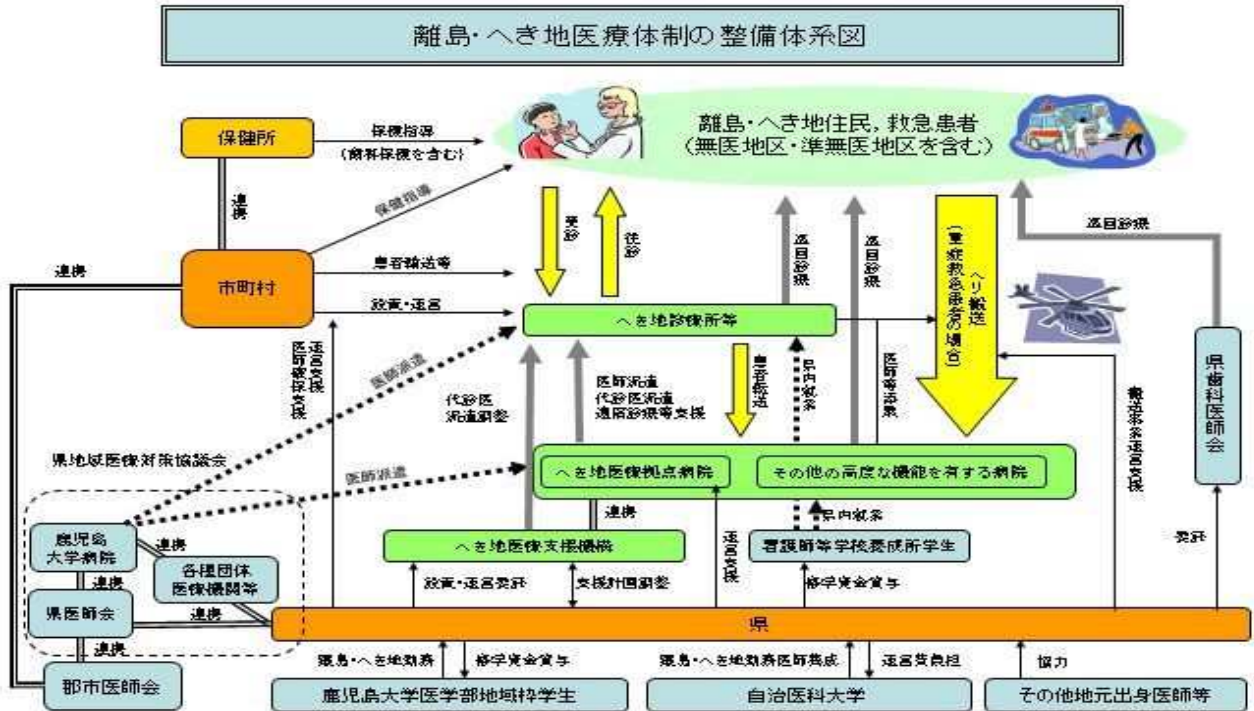 離島・へき地医療体制の整備体系図
保健所
保健指導
(歯科保健を含む)
離島・へき地住民，救急患者
(無医地区・準無医地区を含む)
連携
保健指導
受診
往診
巡回診療
巡回診療
ヘリ搬送
(重症救急患者の場合)
巡回診療
連携
市町村
患者輸送等
設置・運営
へき地診療所等
運営支援
医師確保支援
医師派遣
代診医
派遣調整
医師派遣
代診医派遣
遠隔診療等支援
患者輸送
県内就業
医師等添乗
搬送事業運営支援
県歯科医師会
県地域医療対策協議会
医師派遣
へき地医療拠点病院
その他の高度な機能を有する病院
連携
県内就業
鹿児島
大学病院
連携
へき地医療支援機構
運営支援
看護師等学校養成所学生
委託
各種団体
医療機関等
連携
設置・運営委託
支援計画調整
修学資金貸与
県医師会
連携
県
連携
離島・へき地勤務
修学資金貸与
離島・へき地勤務医師養成
運営費負担
協力
郡市医師会
鹿児島大学医学部地域枠学生
自治医科大学
その他地元出身医師等